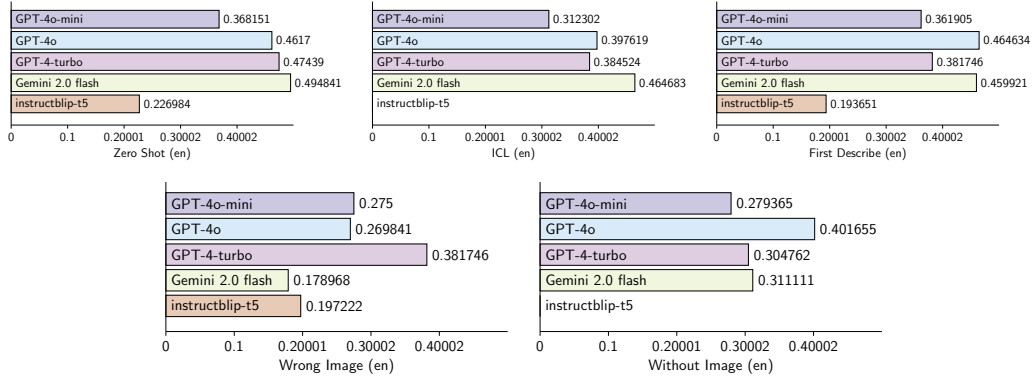 GPT-4o-mini 0.368151
GPT-4o 0.4617
GPT-4-turbo 0.47439
Gemini 2.0 flash 0.494841
instructblip-t5 0.226984
0 0.1 0.20001 0.30002 0.40002
Zero Shot (en)
GPT-4o-mini 0.312302
GPT-4o 0.397619
GPT-4-turbo 0.384524
Gemini 2.0 flash 0.464683
instructblip-t5
0 0.1 0.20001 0.30002 0.40002
ICL (en)
GPT-4o-mini 0.361905
GPT-4o 0.464634
GPT-4-turbo 0.381746
Gemini 2.0 flash 0.459921
instructblip-t5 0.193651
0 0.1 0.20001 0.30002 0.40002
First Describe (en)
GPT-4o-mini 0.275
GPT-4o 0.269841
GPT-4-turbo 0.381746
Gemini 2.0 flash 0.178968
instructblip-t5 0.197222
0 0.1 0.20001 0.30002 0.40002
Wrong Image (en)
GPT-4o-mini 0.279365
GPT-4o 0.401655
GPT-4-turbo 0.304762
Gemini 2.0 flash 0.311111
instructblip-t5
0 0.1 0.20001 0.30002 0.40002
Without Image (en)